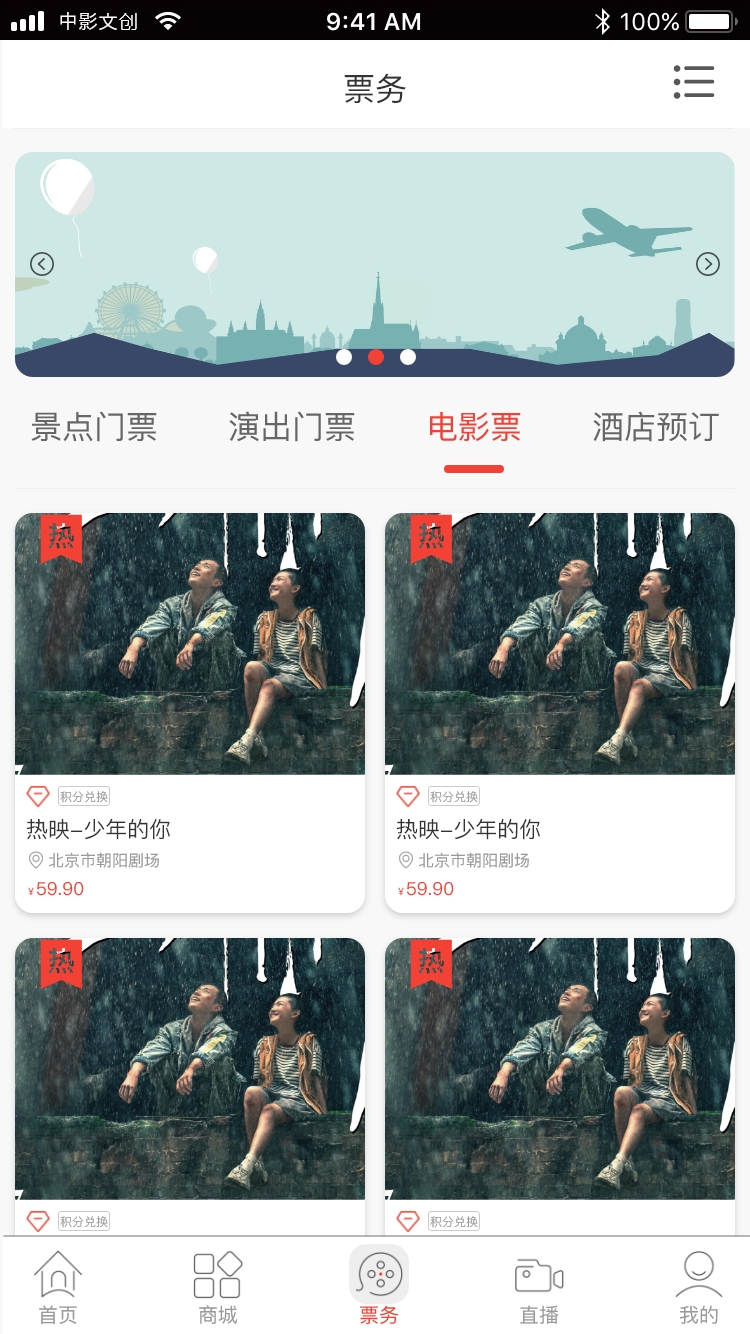 中影文创 9:41 AM 100%
票务
景点门票 演出门票 电影票 酒店预订
热 热
积分兑换 积分兑换
热映-少年的你 热映-少年的你
北京市朝阳剧场 北京市朝阳剧场
¥59.90 ¥59.90
热 热
积分兑换 积分兑换
首页 商城 票务 直播 我的